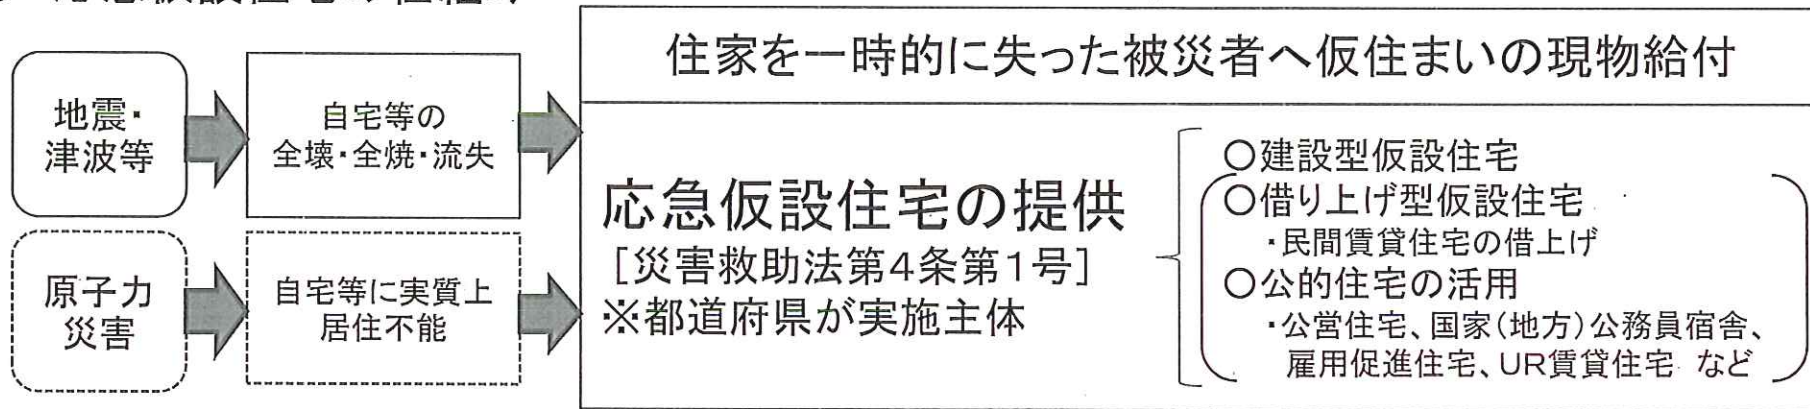 住家を一時的に失った被災者へ仮住まいの現物給付
地震・
津波等
自宅等の
全壊・全焼・流失
原子力
災害
自宅等に実質上
居住不能
応急仮設住宅の提供
[災害救助法第4条第1号]
※都道府県が実施主体
○建設型仮設住宅
○借り上げ型仮設住宅
・民間賃貸住宅の借上げ
○公的住宅の活用
・公営住宅、国家(地方)公務員宿舎、
雇用促進住宅、UR賃貸住宅 など